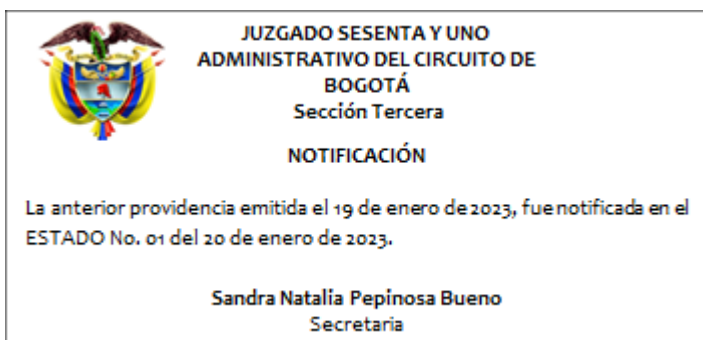 JUZGADO SESENTA Y UNO
ADMINISTRATIVO DEL CIRCUITO DE
BOGOTÁ
Sección Tercera
NOTIFICACIÓN
La anterior providencia emitida el 19 de enero de 2023, fue notificada en el
ESTADO No. 01 del 20 de enero de 2023.
Sandra Natalia Pepinosa Bueno
Secretaria